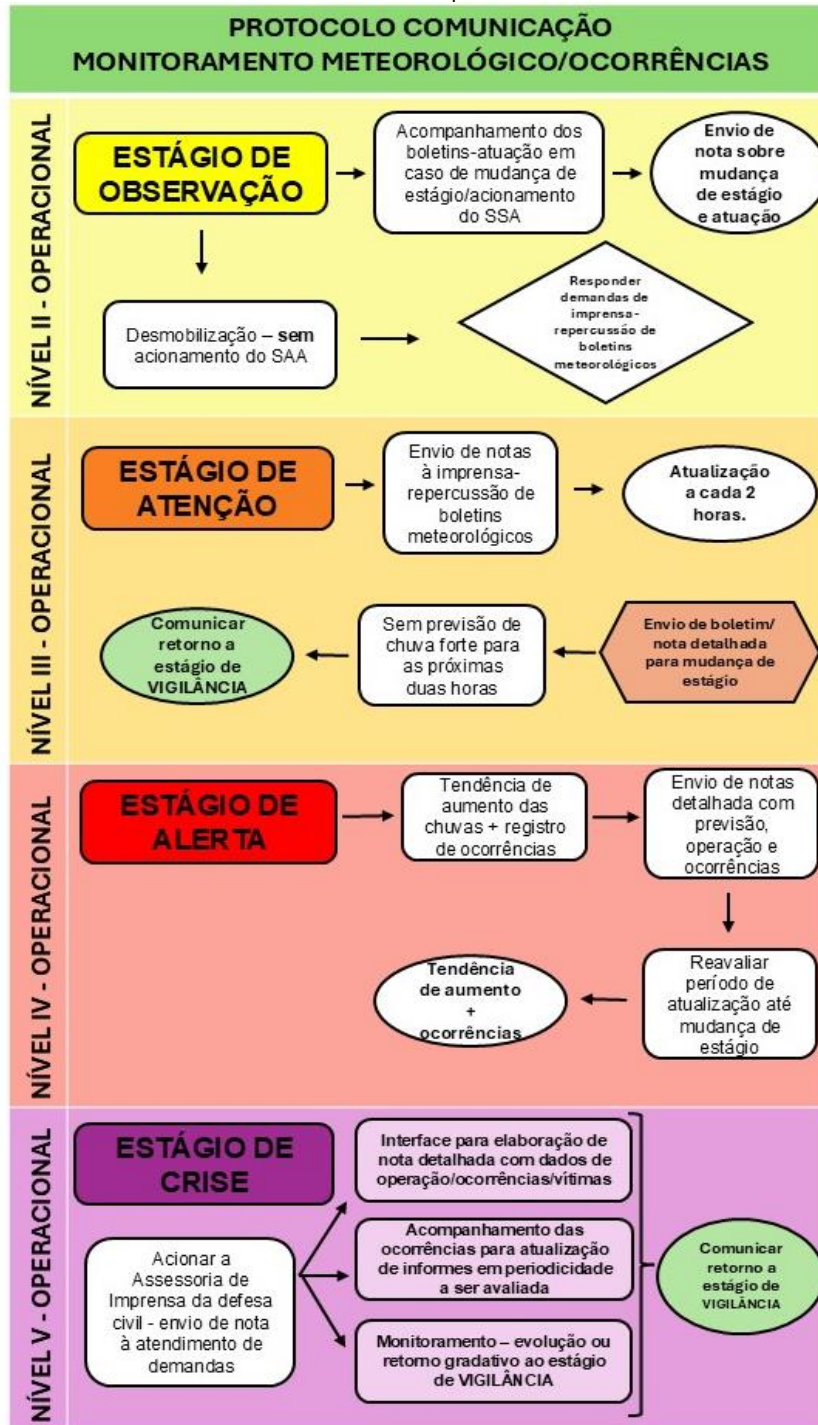 PROTOCOLO COMUNICAÇÃO
MONITORAMENTO METEOROLÓGICO/OCORRÊNCIAS
NÍVEL II - OPERACIONAL
ESTÁGIO DE
OBSERVAÇÃO
Acompanhamento dos
boletins-atuação em
caso de mudança de
estágio/acionamento
do SSA
Envio de
nota sobre
mudança
de estágio
e atuação
Desmobilização – sem
acionamento do SAA
Responder
demandas de
imprensa-
repercussão de
boletins
meteorológicos
NÍVEL III - OPERACIONAL
ESTÁGIO DE
ATENÇÃO
Envio de notas
à imprensa-
repercussão de
boletins
meteorológicos
Atualização
a cada 2
horas.
Comunicar
retorno a
estágio de
VIGILÂNCIA
Sem previsão de
chuva forte para
as próximas
duas horas
Envio de boletim/
nota detalhada
para mudança de
estágio
NÍVEL IV - OPERACIONAL
ESTÁGIO DE
ALERTA
Tendência de
aumento das
chuvas + registro
de ocorrências
Envio de notas
detalhada com
previsão,
operação e
ocorrências
Tendência
de aumento
+
ocorrências
Reavaliar
período de
atualização até
mudança de
estágio
NÍVEL V - OPERACIONAL
ESTÁGIO DE
CRISE
Acionar a
Assessoria de
Imprensa da defesa
civil - envio de nota
à atendimento de
demandas
Interface para elaboração de
nota detalhada com dados de
operação/ocorrências/vítimas
Acompanhamento das
ocorrências para atualização
de informes em periodicidade
a ser avaliada
Monitoramento – evolução ou
retorno gradativo ao estágio
de VIGILÂNCIA
Comunicar
retorno a
estágio de
VIGILÂNCIA